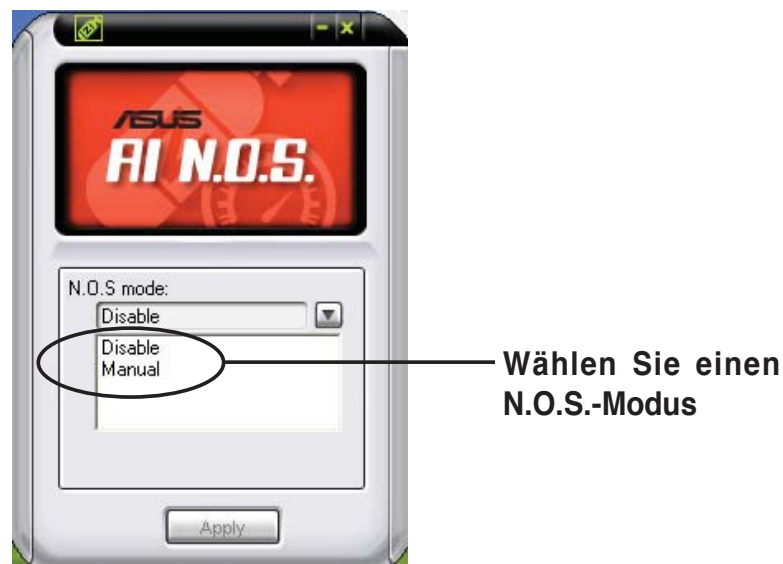 ASUS
AI N.O.S.
N.O.S mode:
Disable
Disable
Manual
Wählen Sie einen
N.O.S.-Modus
Apply